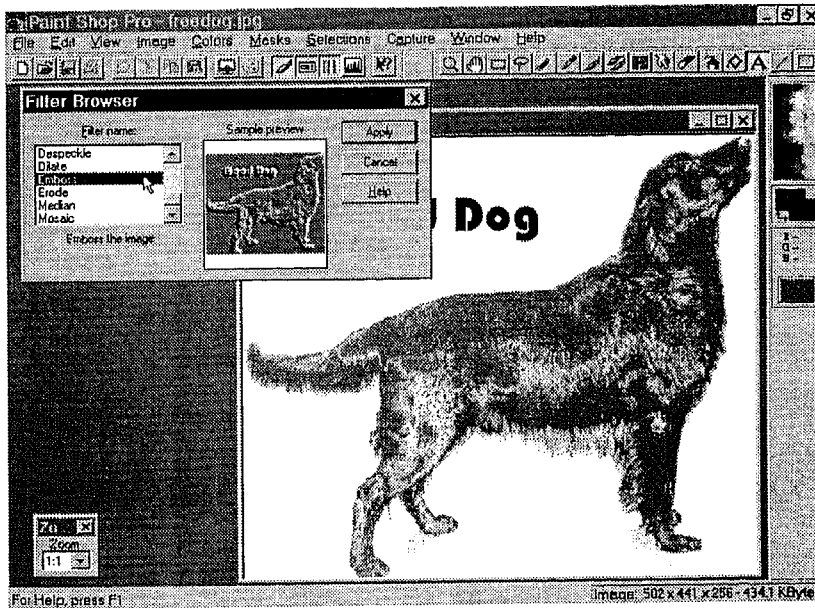 Paint Shop Pro - freedog.jpg
File Edit View Image Colors Masks Selections Capture Window Help
Filter Browser
Filter name:
Despeckle
Dilate
Emboss
Erode
Median
Mosaic
Emboss the image
Sample preview
Apply
Cancel
Help
Dog
Zoom
1:1
For Help, press F1
Image: 502 x 441 x 256 - 434.1 KByte